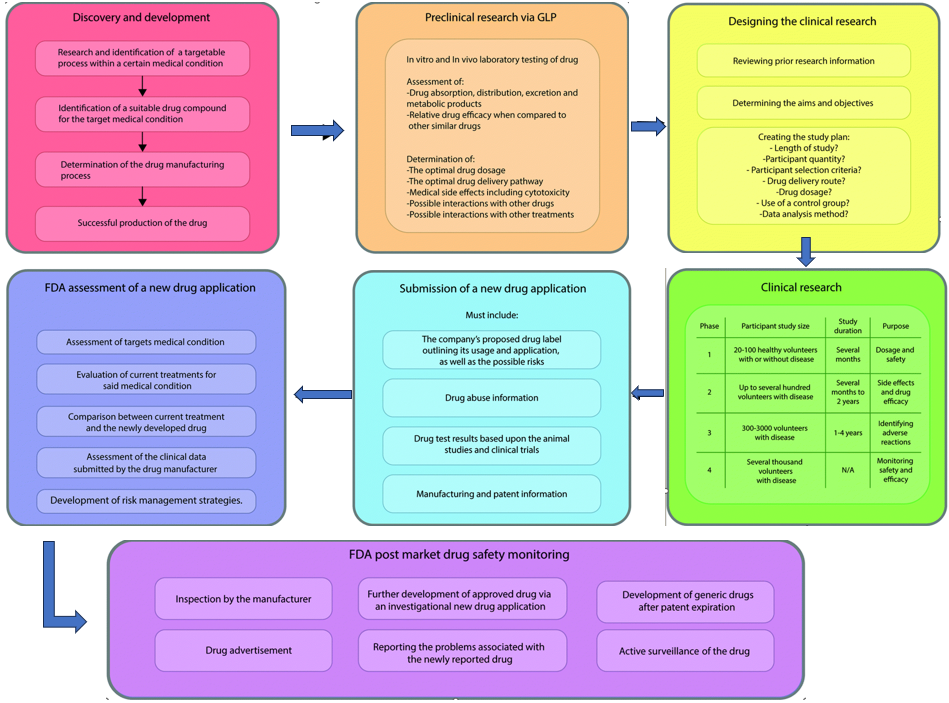 Discovery and development
Research and identification of a targetable
process within a certain medical condition
Identification of a suitable drug compound
for the target medical condition
Determination of the drug manufacturing
process
Successful production of the drug
Preclinical research via GLP
In vitro and In vivo laboratory testing of drug
Assessment of:
-Drug absorption, distribution, excretion and
metabolic products
-Relative drug efficacy when compared to
other similar drugs
Determination of:
-The optimal drug dosage
-The optimal drug delivery pathway
-Medical side effects including cytotoxicity
-Possible interactions with other drugs
-Possible interactions with other treatments
Designing the clinical research
Reviewing prior research information
Determining the aims and objectives
Creating the study plan:
- Length of study?
-Participant quantity?
- Participant selection criteria?
- Drug delivery route?
- Drug dosage?
- Use of a control group?
-Data analysis method?
Clinical research
Phase Participant study size Study duration Purpose
1 20-100 healthy volunteers with or without disease Several months Dosage and safety
2 Up to several hundred volunteers with disease Several months to 2 years Side effects and drug efficacy
3 300-3000 volunteers with disease 1-4 years Identifying adverse reactions
4 Several thousand volunteers with disease N/A Monitoring safety and efficacy
Submission of a new drug application
Must include:
The company's proposed drug label
outlining its usage and application,
as well as the possible risks
Drug abuse information
Drug test results based upon the animal
studies and clinical trials
Manufacturing and patent information
FDA assessment of a new drug application
Assessment of targets medical condition
Evaluation of current treatments for
said medical condition
Comparison between current treatment
and the newly developed drug
Assessment of the clinical data
submitted by the drug manufacturer
Development of risk management strategies.
FDA post market drug safety monitoring
Inspection by the manufacturer
Further development of approved drug via
an investigational new drug application
Development of generic drugs
after patent expiration
Drug advertisement
Reporting the problems associated with
the newly reported drug
Active surveillance of the drug